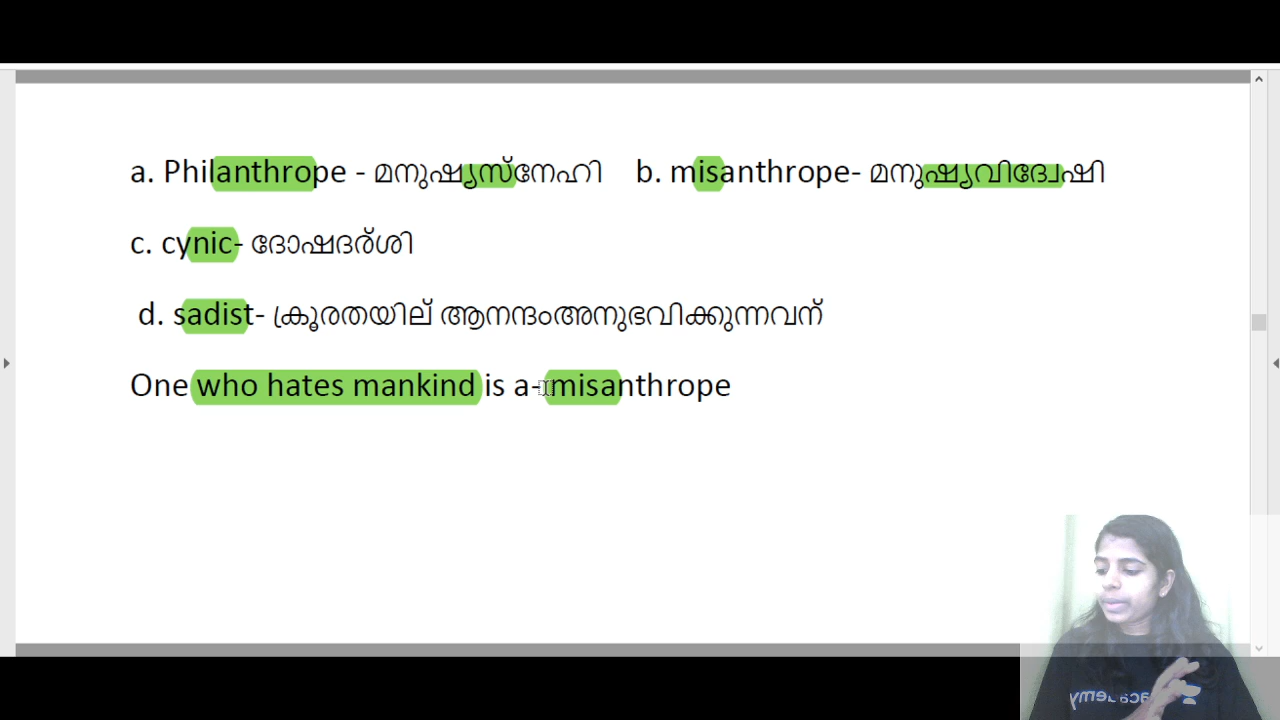 a. Philanthrope - മനുഷ്യസ്നേഹി b. misanthrope- മനുഷ്യവിദ്വേഷി
c. cynic- ദോഷദര്ശി
d. sadist- ക്രൂരതയില് ആനന്ദംഅനുഭവിക്കുന്നവന്
One who hates mankind is a- misanthrope